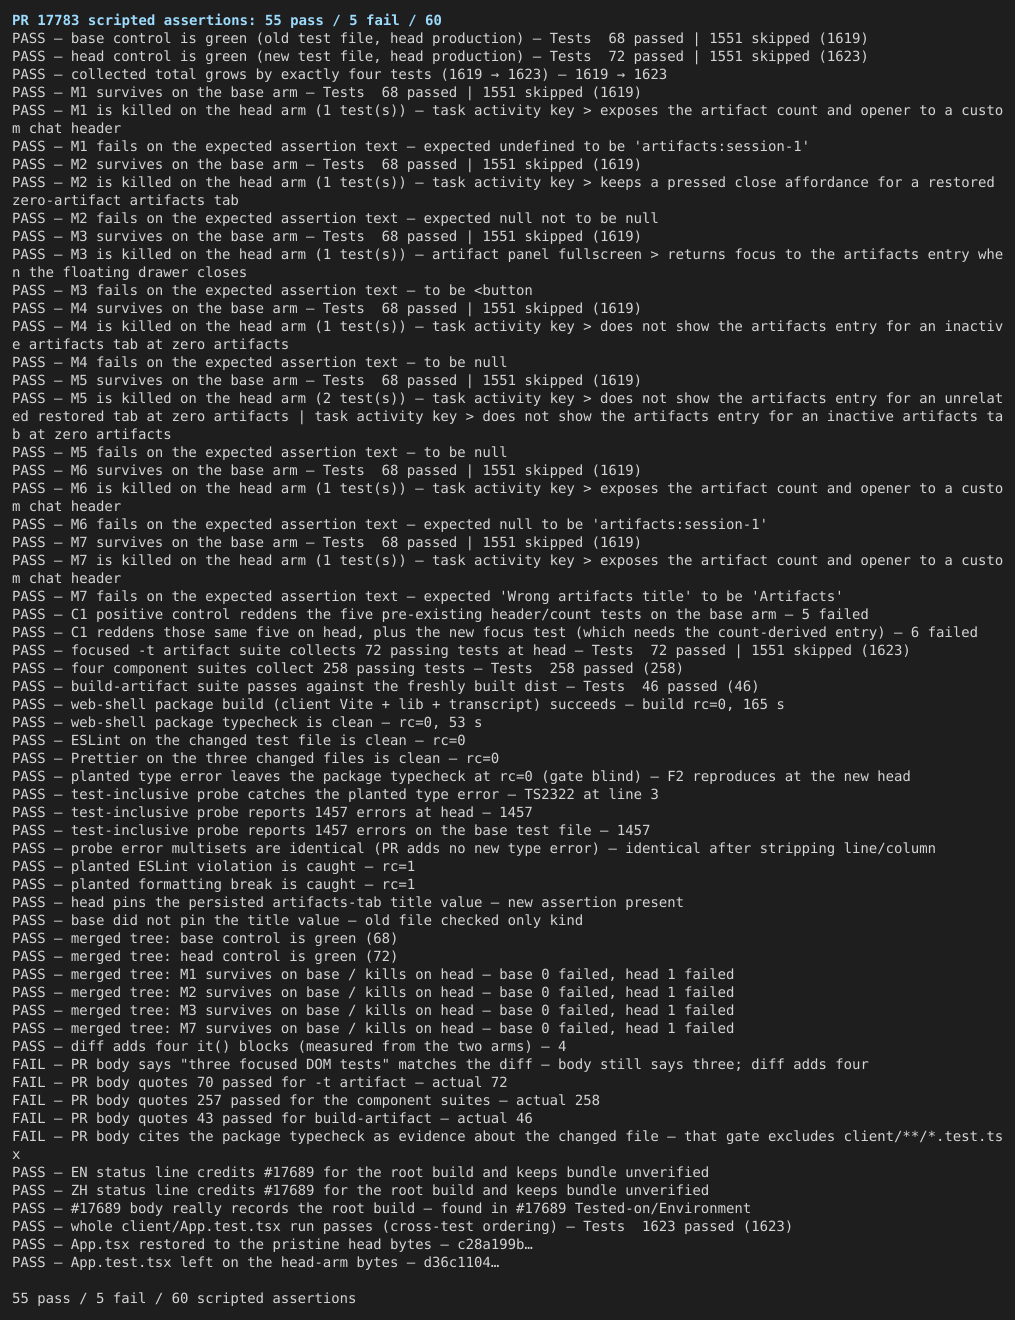 PR 17783 scripted assertions: 55 pass / 5 fail / 60
PASS — base control is green (old test file, head production) — Tests  68 passed | 1551 skipped (1619)
PASS — head control is green (new test file, head production) — Tests  72 passed | 1551 skipped (1623)
PASS — collected total grows by exactly four tests (1619 → 1623) — 1619 → 1623
PASS — M1 survives on the base arm — Tests  68 passed | 1551 skipped (1619)
PASS — M1 is killed on the head arm (1 test(s)) — task activity key > exposes the artifact count and opener to a custo
m chat header
PASS — M1 fails on the expected assertion text — expected undefined to be 'artifacts:session-1'
PASS — M2 survives on the base arm — Tests  68 passed | 1551 skipped (1619)
PASS — M2 is killed on the head arm (1 test(s)) — task activity key > keeps a pressed close affordance for a restored
zero-artifact artifacts tab
PASS — M2 fails on the expected assertion text — expected null not to be null
PASS — M3 survives on the base arm — Tests  68 passed | 1551 skipped (1619)
PASS — M3 is killed on the head arm (1 test(s)) — artifact panel fullscreen > returns focus to the artifacts entry whe
n the floating drawer closes
PASS — M3 fails on the expected assertion text — to be <button
PASS — M4 survives on the base arm — Tests  68 passed | 1551 skipped (1619)
PASS — M4 is killed on the head arm (1 test(s)) — task activity key > does not show the artifacts entry for an inactiv
e artifacts tab at zero artifacts
PASS — M4 fails on the expected assertion text — to be null
PASS — M5 survives on the base arm — Tests  68 passed | 1551 skipped (1619)
PASS — M5 is killed on the head arm (2 test(s)) — task activity key > does not show the artifacts entry for an unrelat
ed restored tab at zero artifacts | task activity key > does not show the artifacts entry for an inactive artifacts ta
b at zero artifacts
PASS — M5 fails on the expected assertion text — to be null
PASS — M6 survives on the base arm — Tests  68 passed | 1551 skipped (1619)
PASS — M6 is killed on the head arm (1 test(s)) — task activity key > exposes the artifact count and opener to a custo
m chat header
PASS — M6 fails on the expected assertion text — expected null to be 'artifacts:session-1'
PASS — M7 survives on the base arm — Tests  68 passed | 1551 skipped (1619)
PASS — M7 is killed on the head arm (1 test(s)) — task activity key > exposes the artifact count and opener to a custo
m chat header
PASS — M7 fails on the expected assertion text — expected 'Wrong artifacts title' to be 'Artifacts'
PASS — C1 positive control reddens the five pre-existing header/count tests on the base arm — 5 failed
PASS — C1 reddens those same five on head, plus the new focus test (which needs the count-derived entry) — 6 failed
PASS — focused -t artifact suite collects 72 passing tests at head — Tests  72 passed | 1551 skipped (1623)
PASS — four component suites collect 258 passing tests — Tests  258 passed (258)
PASS — build-artifact suite passes against the freshly built dist — Tests  46 passed (46)
PASS — web-shell package build (client Vite + lib + transcript) succeeds — build rc=0, 165 s
PASS — web-shell package typecheck is clean — rc=0, 53 s
PASS — ESLint on the changed test file is clean — rc=0
PASS — Prettier on the three changed files is clean — rc=0
PASS — planted type error leaves the package typecheck at rc=0 (gate blind) — F2 reproduces at the new head
PASS — test-inclusive probe catches the planted type error — TS2322 at line 3
PASS — test-inclusive probe reports 1457 errors at head — 1457
PASS — test-inclusive probe reports 1457 errors on the base test file — 1457
PASS — probe error multisets are identical (PR adds no new type error) — identical after stripping line/column
PASS — planted ESLint violation is caught — rc=1
PASS — planted formatting break is caught — rc=1
PASS — head pins the persisted artifacts-tab title value — new assertion present
PASS — base did not pin the title value — old file checked only kind
PASS — merged tree: base control is green (68)
PASS — merged tree: head control is green (72)
PASS — merged tree: M1 survives on base / kills on head — base 0 failed, head 1 failed
PASS — merged tree: M2 survives on base / kills on head — base 0 failed, head 1 failed
PASS — merged tree: M3 survives on base / kills on head — base 0 failed, head 1 failed
PASS — merged tree: M7 survives on base / kills on head — base 0 failed, head 1 failed
PASS — diff adds four it() blocks (measured from the two arms) — 4
FAIL — PR body says "three focused DOM tests" matches the diff — body still says three; diff adds four
FAIL — PR body quotes 70 passed for -t artifact — actual 72
FAIL — PR body quotes 257 passed for the component suites — actual 258
FAIL — PR body quotes 43 passed for build-artifact — actual 46
FAIL — PR body cites the package typecheck as evidence about the changed file — that gate excludes client/**/*.test.ts
x
PASS — EN status line credits #17689 for the root build and keeps bundle unverified
PASS — ZH status line credits #17689 for the root build and keeps bundle unverified
PASS — #17689 body really records the root build — found in #17689 Tested-on/Environment
PASS — whole client/App.test.tsx run passes (cross-test ordering) — Tests  1623 passed (1623)
PASS — App.tsx restored to the pristine head bytes — c28a199b…
PASS — App.test.tsx left on the head-arm bytes — d36c1104…
55 pass / 5 fail / 60 scripted assertions